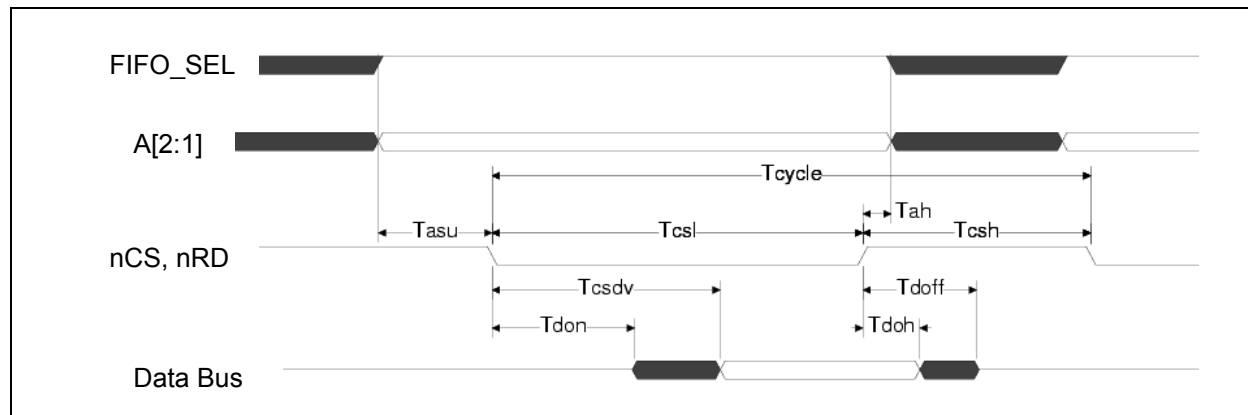 FIFO_SEL
A[2:1]
Tcycle
Tah
Tasu
Tcsl
Tcsh
nCS, nRD
Tcsdv
Tdoff
Tdon
Tdoh
Data Bus